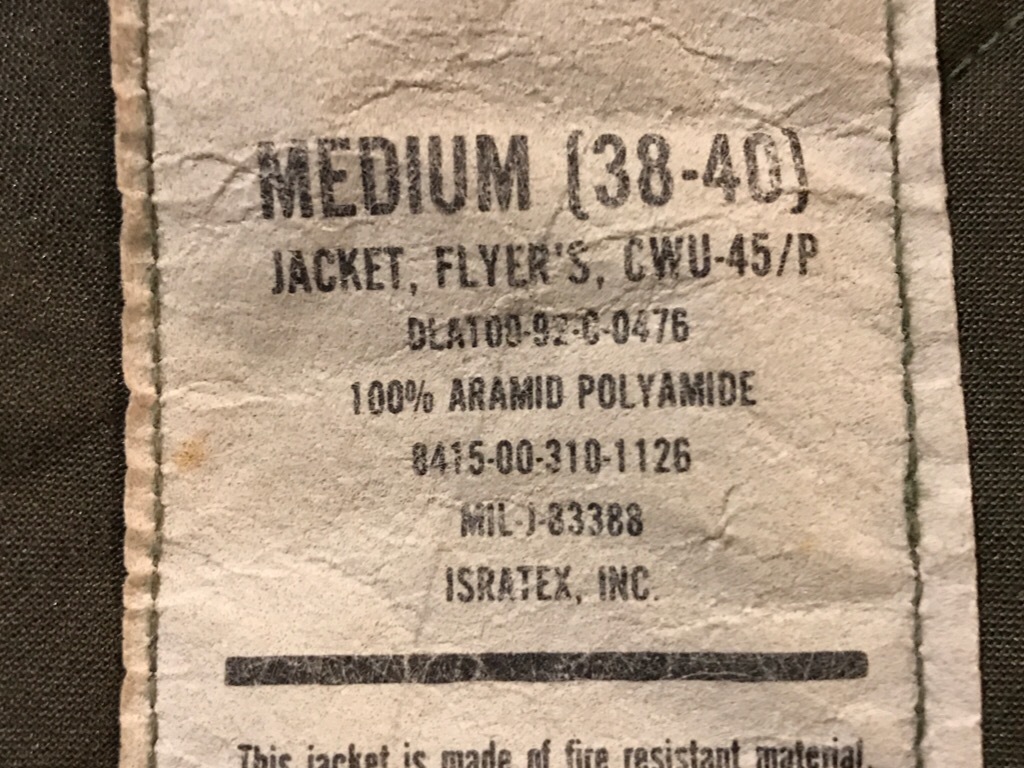 MEDIUM (38-40)
JACKET, FLYER'S, CWU-45/P
DLA100-92-C-0476
100% ARAMID POLYAMIDE
8415-00-310-1126
MIL-J-83388
ISRATEX, INC.
This jacket is made of fire resistant material.